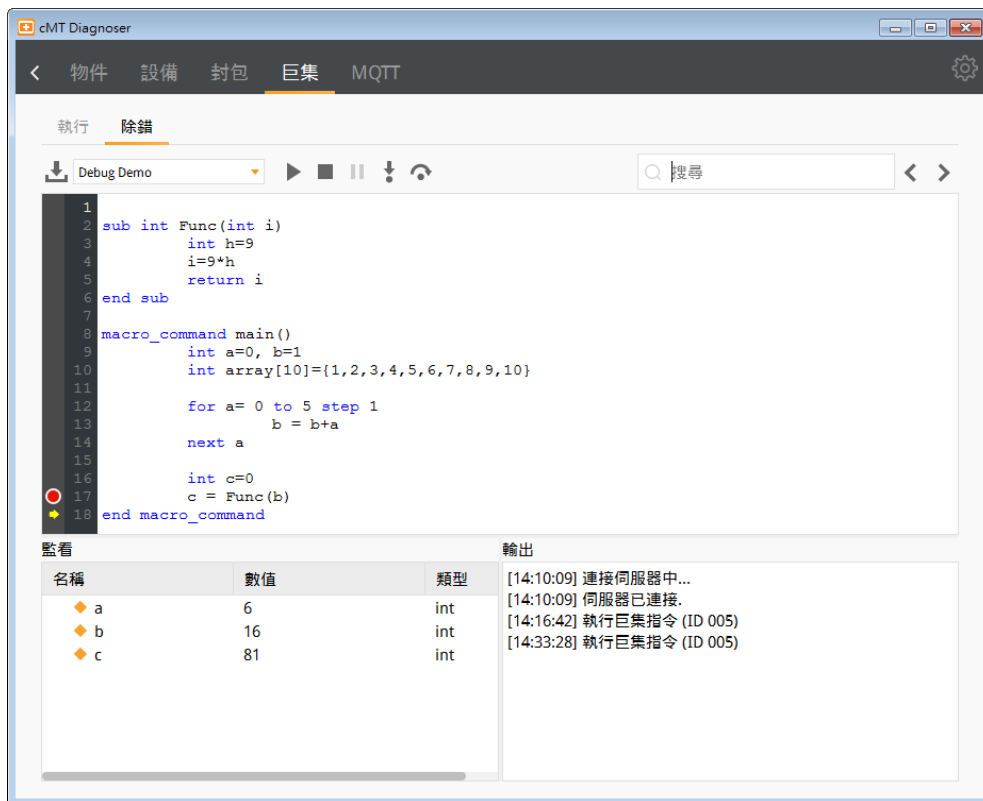 cMT Diagnoser
物件 設備 封包 巨集 MQTT
執行 除錯
Debug Demo 搜尋
1
2 sub int Func(int i)
3 int h=9
4 i=9*h
5 return i
6 end sub
7
8 macro_command main()
9 int a=0, b=1
10 int array[10]={1,2,3,4,5,6,7,8,9,10}
11
12 for a= 0 to 5 step 1
13 b = b+a
14 next a
15
16 int c=0
17 c = Func(b)
18 end macro_command
監看
名稱 數值 類型
a 6 int
b 16 int
c 81 int
輸出
[14:10:09] 連接伺服器中...
[14:10:09] 伺服器已連接.
[14:16:42] 執行巨集指令 (ID 005)
[14:33:28] 執行巨集指令 (ID 005)